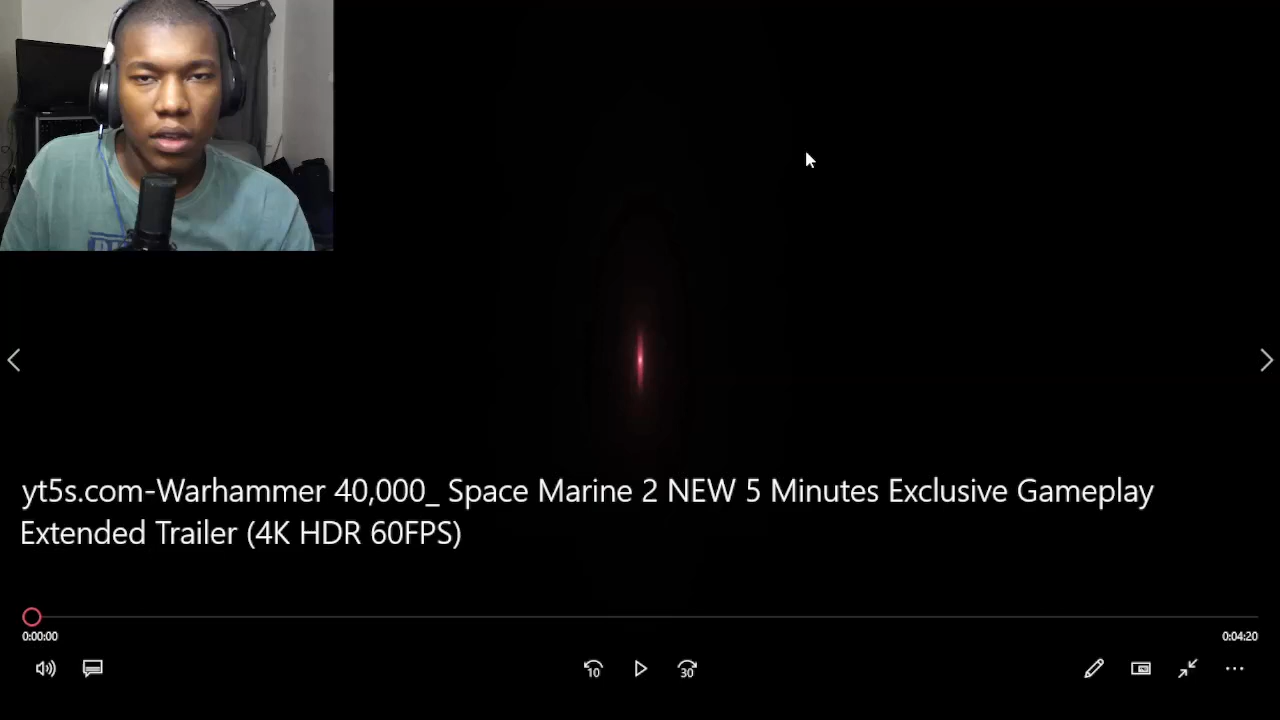 yt5s.com-Warhammer 40,000_ Space Marine 2 NEW 5 Minutes Exclusive Gameplay
Extended Trailer (4K HDR 60FPS)
0:00:00
0:04:20
10
30